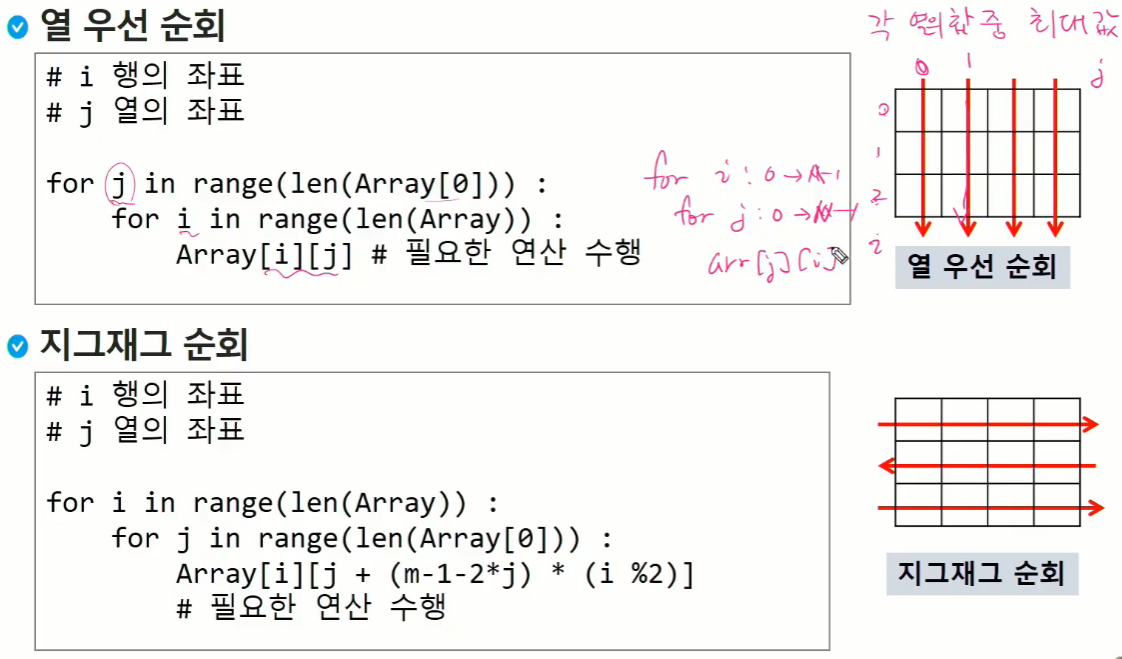 열 우선 순회
# i 행의 좌표
# j 열의 좌표
for j in range(len(Array[0])) :
for i in range(len(Array)) :
Array[i][j] # 필요한 연산 수행
for i : 0 →
for j : 0 →
arr[j][i]
각 열의합 중 최대값
0 1 j
0
1
2
i
열 우선 순회
지그재그 순회
# i 행의 좌표
# j 열의 좌표
for i in range(len(Array)) :
for j in range(len(Array[0])) :
Array[i][j + (m-1-2*j) * (i %2)]
# 필요한 연산 수행
지그재그 순회